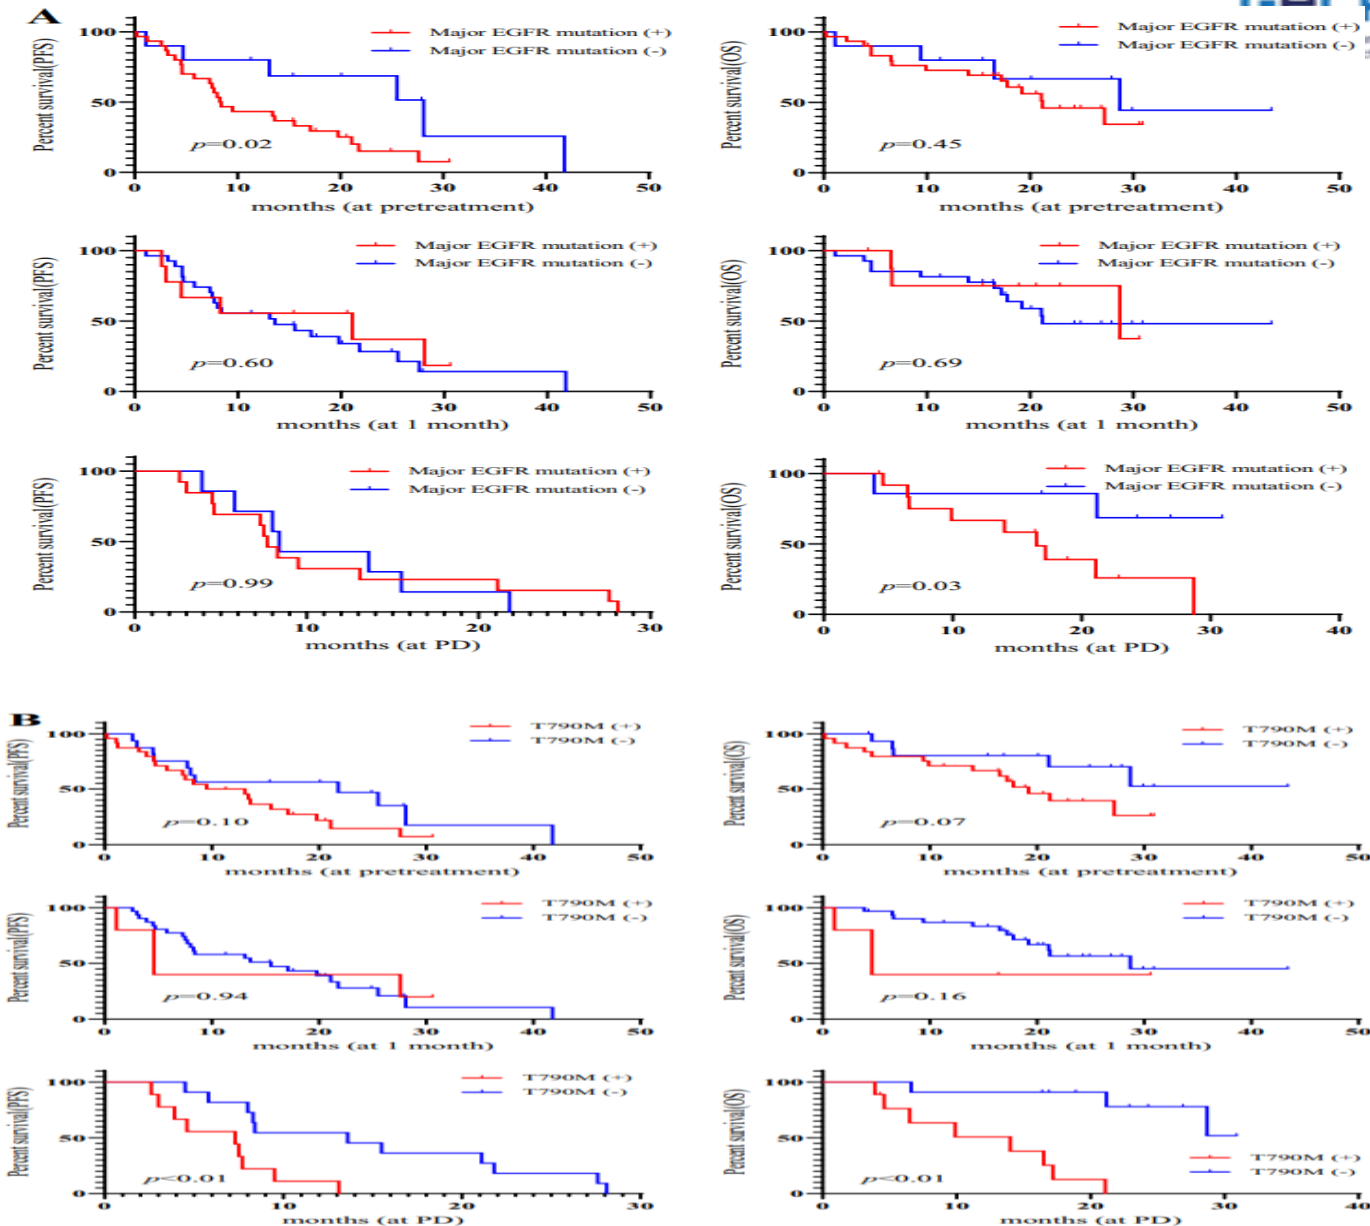 A
Percent survival(PFS)
100
50
0
Major EGFR mutation (+)
Major EGFR mutation (-)
p=0.02
0 10 20 30 40 50
months (at pretreatment)
Percent survival(OS)
100
50
0
Major EGFR mutation (+)
Major EGFR mutation (-)
p=0.45
0 10 20 30 40 50
months (at pretreatment)
Percent survival(PFS)
100
50
0
Major EGFR mutation (+)
Major EGFR mutation (-)
p=0.60
0 10 20 30 40 50
months (at 1 month)
Percent survival(OS)
100
50
0
Major EGFR mutation (+)
Major EGFR mutation (-)
p=0.69
0 10 20 30 40 50
months (at 1 month)
Percent survival(PFS)
100
50
0
Major EGFR mutation (+)
Major EGFR mutation (-)
p=0.99
0 10 20 30
months (at PD)
Percent survival(OS)
100
50
0
Major EGFR mutation (+)
Major EGFR mutation (-)
p=0.03
0 10 20 30 40
months (at PD)
B
Percent survival(PFS)
100
50
0
T790M (+)
T790M (-)
p=0.10
0 10 20 30 40 50
months (at pretreatment)
Percent survival(OS)
100
50
0
T790M (+)
T790M (-)
p=0.07
0 10 20 30 40 50
months (at pretreatment)
Percent survival(PFS)
100
50
0
T790M (+)
T790M (-)
p=0.94
0 10 20 30 40 50
months (at 1 month)
Percent survival(OS)
100
50
0
T790M (+)
T790M (-)
p=0.16
0 10 20 30 40 50
months (at 1 month)
Percent survival(PFS)
100
50
0
T790M (+)
T790M (-)
p<0.01
0 10 20 30
months (at PD)
Percent survival(OS)
100
50
0
T790M (+)
T790M (-)
p<0.01
0 10 20 30 40
months (at PD)